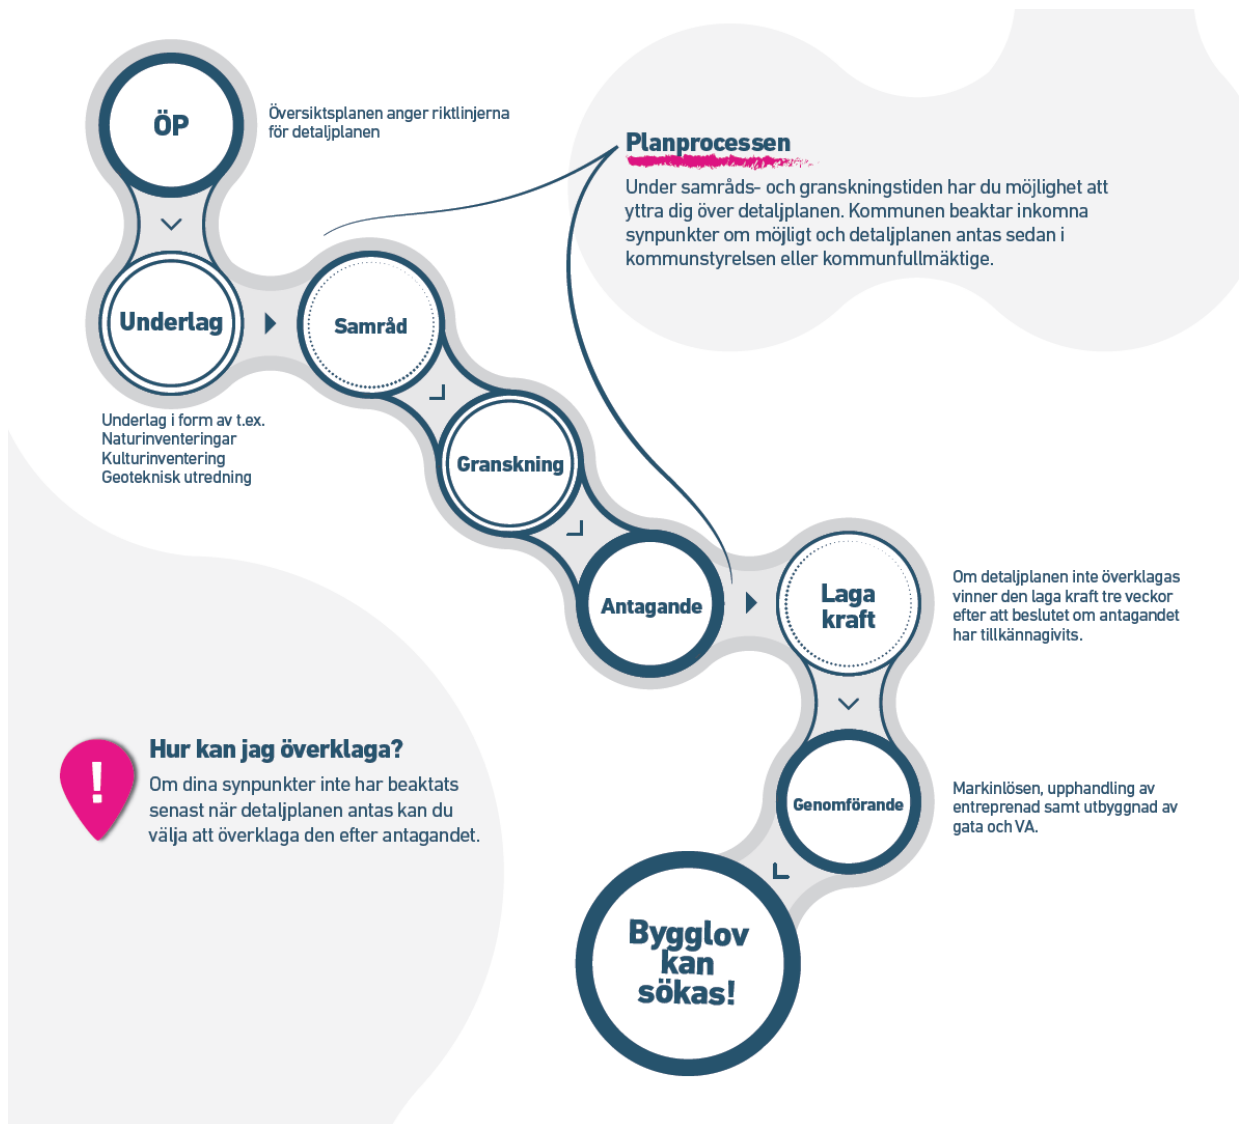 ÖP
Översiktsplanen anger riktlinjerna
för detaljplanen
Planprocessen
Under samråds- och granskningstiden har du möjlighet att
yttra dig över detaljplanen. Kommunen beaktar inkomna
synpunkter om möjligt och detaljplanen antas sedan i
kommunstyrelsen eller kommunfullmäktige.
Underlag
Samråd
Underlag i form av t.ex.
Naturinventeringar
Kulturinventering
Geoteknisk utredning
Granskning
Antagande
Laga
kraft
Om detaljplanen inte överklagas
vinner den laga kraft tre veckor
efter att beslutet om antagandet
har tillkännagivits.
!
Hur kan jag överklaga?
Om dina synpunkter inte har beaktats
senast när detaljplanen antas kan du
välja att överklaga den efter antagandet.
Genomförande
Markinlösen, upphandling av
entreprenad samt utbyggnad av
gata och VA.
Bygglov
kan
sökas!